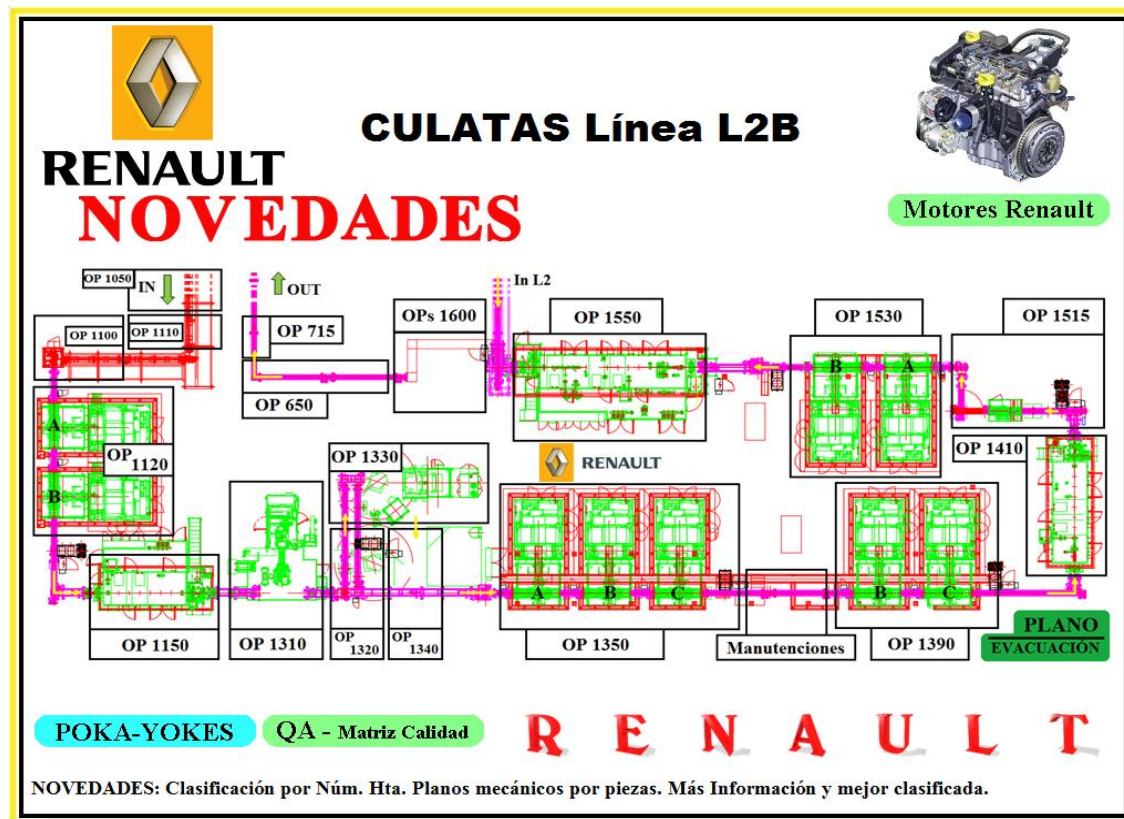 RENAULT
CULATAS Línea L2B
NOVEDADES
Motores Renault
OP 1050
IN
OUT
In L2
OP 1100
OP 1110
OP 715
OPs 1600
OP 1550
OP 1530
OP 1515
OP 650
B
A
A
OP
1120
B
OP 1330
RENAULT
OP 1410
A
B
C
B
C
OP 1150
OP 1310
OP
1320
OP
1340
OP 1350
Manutenciones
OP 1390
PLANO
EVACUACIÓN
POKA-YOKES
QA - Matriz Calidad
RENAULT
NOVEDADES: Clasificación por Núm. Hta. Planos mecánicos por piezas. Más Información y mejor clasificada.